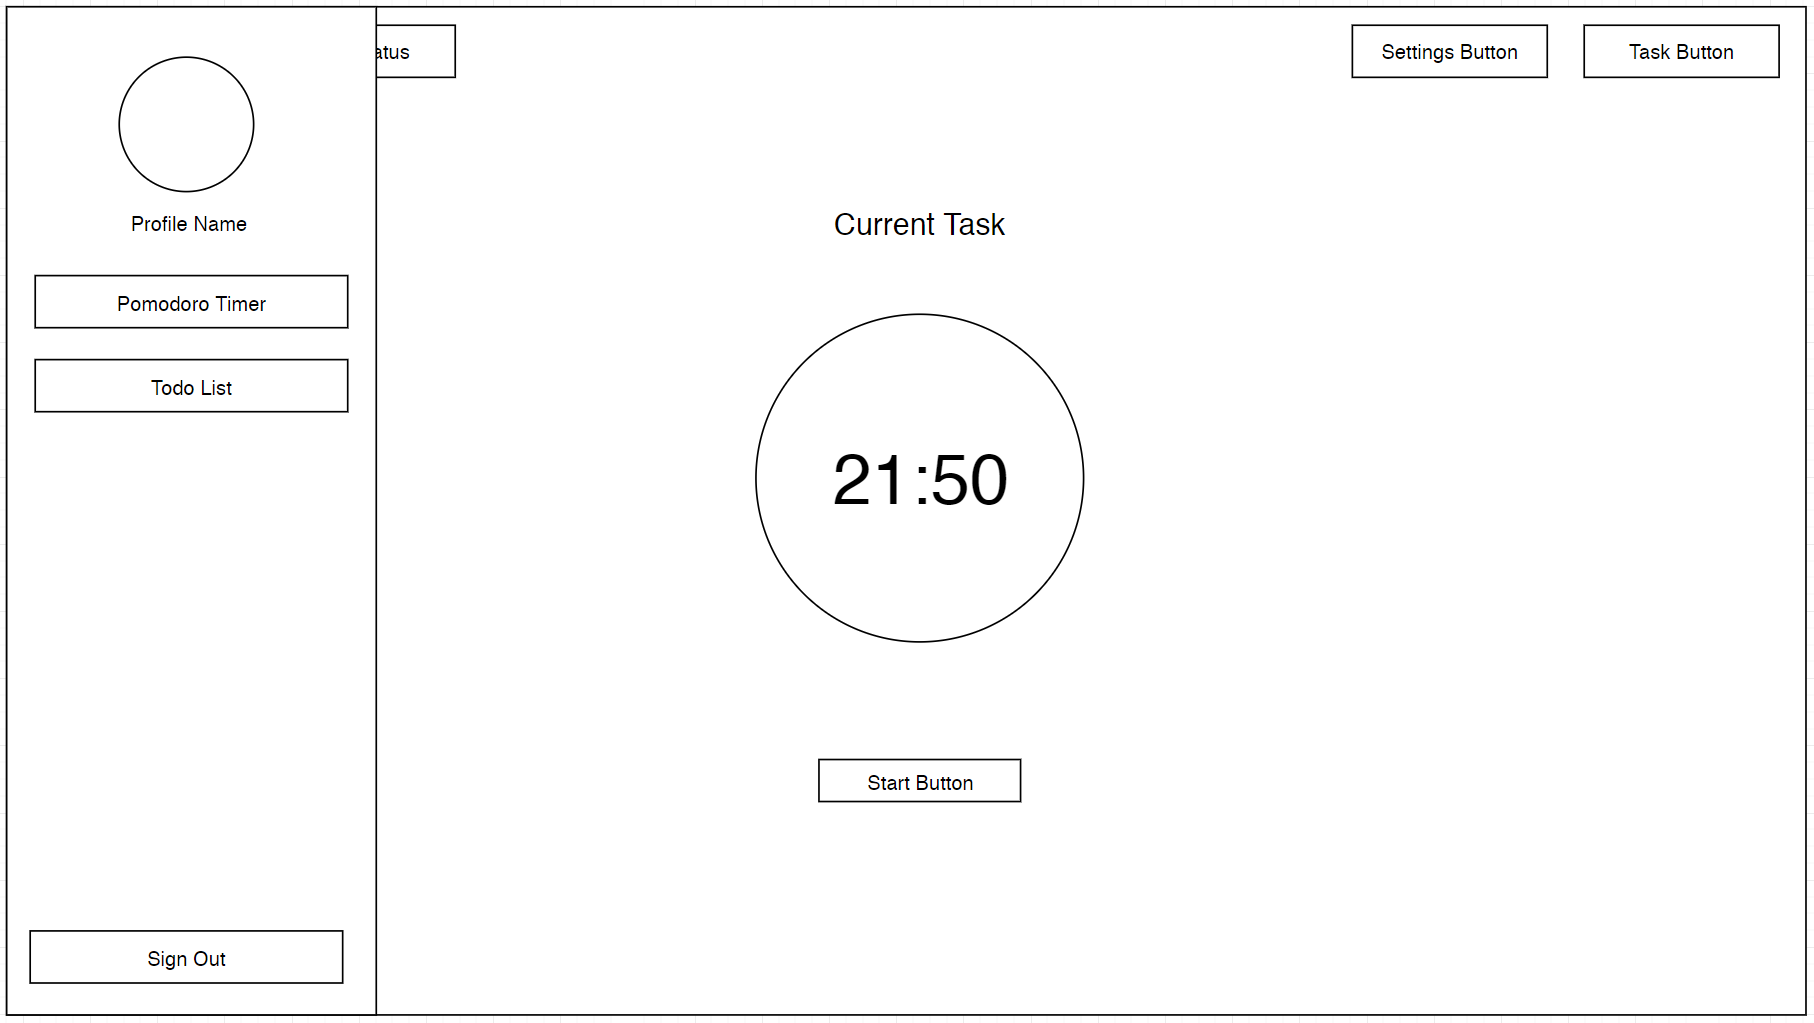 atus
Settings Button
Task Button
Profile Name
Current Task
Pomodoro Timer
Todo List
21:50
Start Button
Sign Out